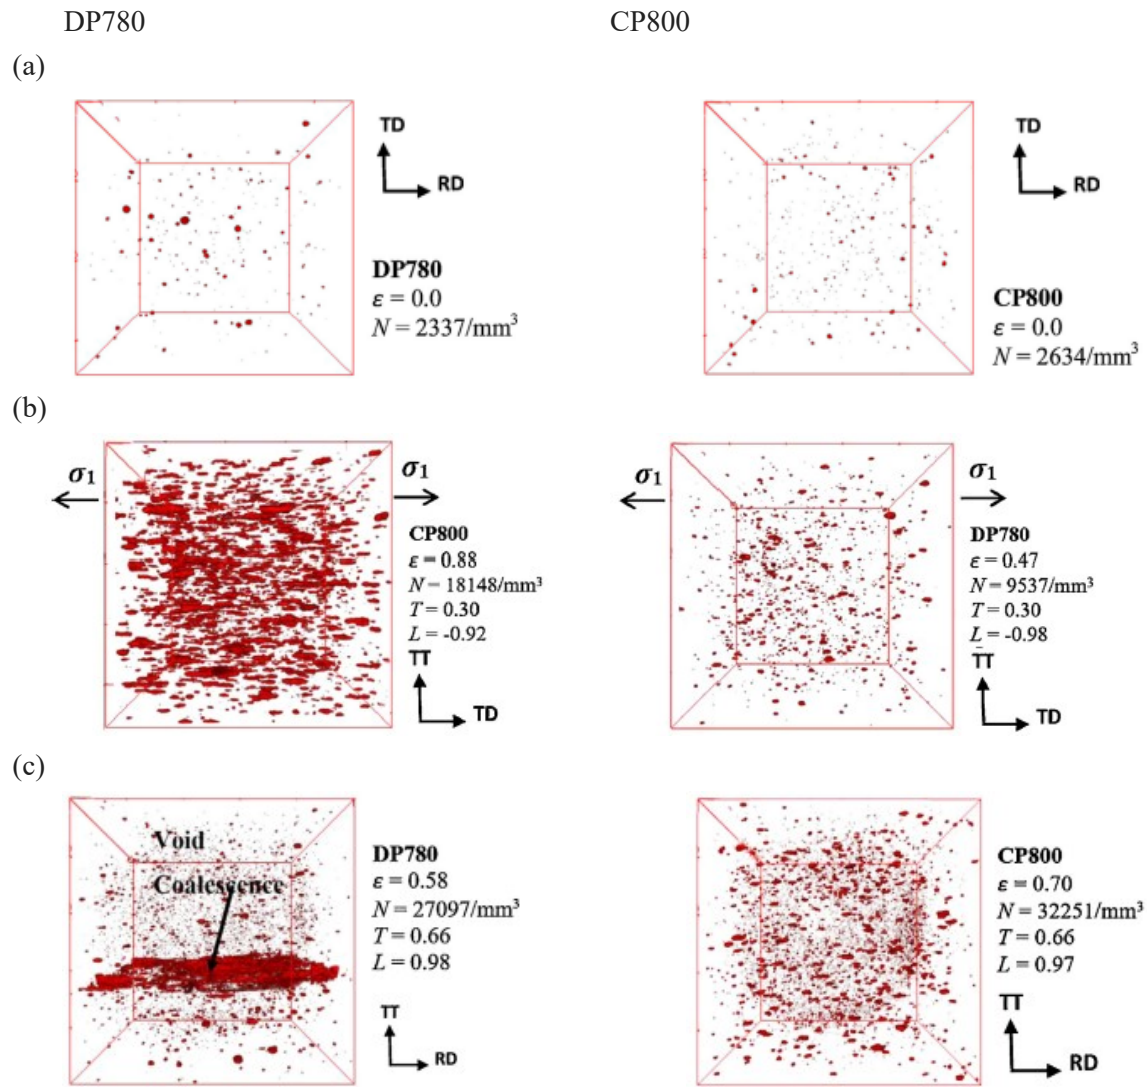 DP780
CP800
(a)
TD
RD
DP780
ε = 0.0
N = 2337/mm³
TD
RD
CP800
ε = 0.0
N = 2634/mm³
(b)
σ₁
σ₁
CP800
ε = 0.88
N = 18148/mm³
T = 0.30
L = -0.92
TT
TD
σ₁
σ₁
DP780
ε = 0.47
N = 9537/mm³
T = 0.30
L = -0.98
TT
TD
(c)
Void
Coalescence
DP780
ε = 0.58
N = 27097/mm³
T = 0.66
L = 0.98
TT
RD
CP800
ε = 0.70
N = 32251/mm³
T = 0.66
L = 0.97
TT
RD